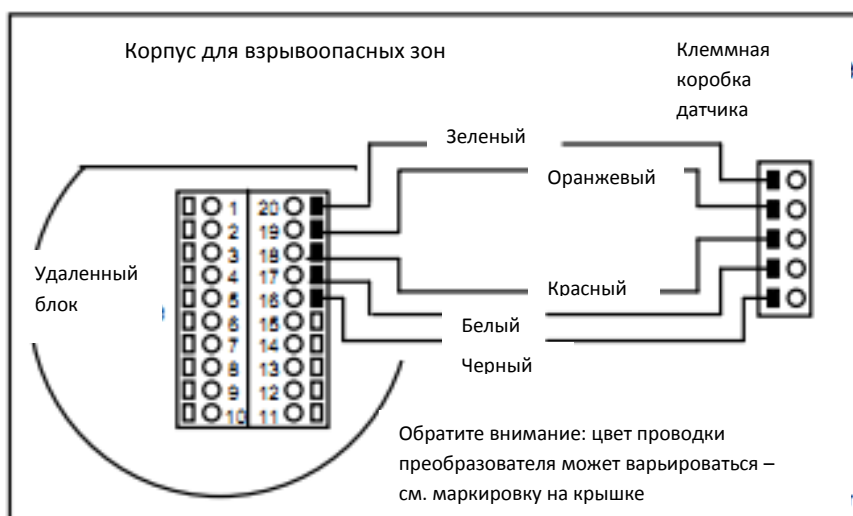 Корпус для взрывоопасных зон
Клеммная
коробка
датчика
Зеленый
Оранжевый
Удаленный
блок
Красный
Белый
Черный
1 20
2 19
3 18
4 17
5 16
6 15
7 14
8 13
9 12
10 11
Обратите внимание: цвет проводки
преобразователя может варьироваться –
см. маркировку на крышке